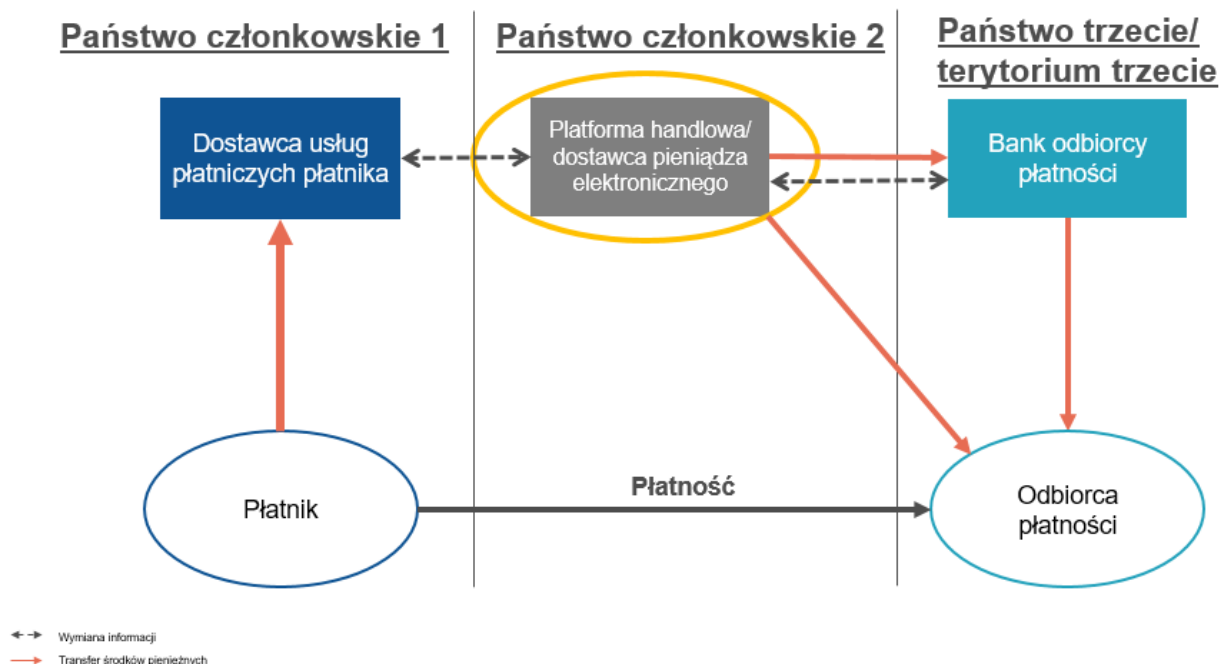 Państwo członkowskie 1
Państwo członkowskie 2
Państwo trzecie/
terytorium trzecie
Dostawca usług
płatniczych płatnika
Platforma handlowa/
dostawca pieniądza
elektronicznego
Bank odbiorcy
płatności
Płatność
Płatnik
Odbiorca
płatności
Wymiana informacji
Transfer środków pieniężnych